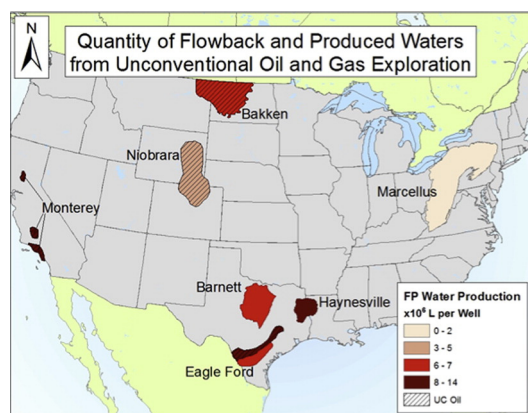 N
Quantity of Flowback and Produced Waters
from Unconventional Oil and Gas Exploration
Bakken
Niobrara
Marcellus
Monterey
Barnett
Haynesville
Eagle Ford
FP Water Production
x10⁶ L per Well
0 - 2
3 - 5
6 - 7
8 - 14
UC Oil